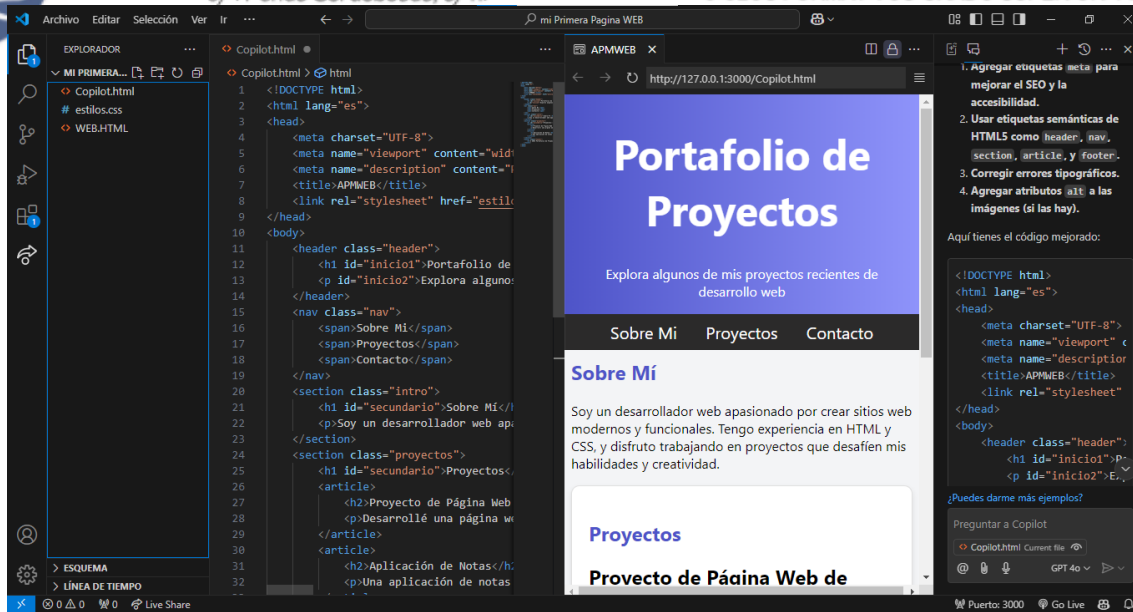 Archivo Editar Selección Ver Ir ··· mi Primera Pagina WEB
EXPLORADOR ···
MI PRIMERA...
Copilot.html
# estilos.css
WEB.HTML
ESQUEMA
LÍNEA DE TIEMPO
Copilot.html ···
Copilot.html > html
1 <!DOCTYPE html>
2 <html lang="es">
3 <head>
4 <meta charset="UTF-8">
5 <meta name="viewport" content="widt
6 <meta name="description" content="
7 <title>APMWEB</title>
8 <link rel="stylesheet" href="estilo
9 </head>
10 <body>
11 <header class="header">
12 <h1 id="inicio1">Portafolio de
13 <p id="inicio2">Explora algunos
14 </header>
15 <nav class="nav">
16 <span>Sobre Mi</span>
17 <span>Proyectos</span>
18 <span>Contacto</span>
19 </nav>
20 <section class="intro">
21 <h1 id="secundario">Sobre Mí</h
22 <p>Soy un desarrollador web apa
23 </section>
24 <section class="proyectos">
25 <h1 id="secundario">Proyectos<
26 <article>
27 <h2>Proyecto de Página Web
28 <p>Desarrollé una página we
29 </article>
30 <article>
31 <h2>Aplicación de Notas</h2
32 <p>Una aplicación de notas
APMWEB
http://127.0.0.1:3000/Copilot.html
Portafolio de
Proyectos
Explora algunos de mis proyectos recientes de
desarrollo web
Sobre Mi Proyectos Contacto
Sobre Mí
Soy un desarrollador web apasionado por crear sitios web
modernos y funcionales. Tengo experiencia en HTML y
CSS, y disfruto trabajando en proyectos que desafíen mis
habilidades y creatividad.
Proyectos
Proyecto de Página Web de
1. Agregar etiquetas meta para
mejorar el SEO y la
accesibilidad.
2. Usar etiquetas semánticas de
HTML5 como header, nav,
section, article, y footer.
3. Corregir errores tipográficos.
4. Agregar atributos alt a las
imágenes (si las hay).
Aquí tienes el código mejorado:
<!DOCTYPE html>
<html lang="es">
<head>
<meta charset="UTF-8">
<meta name="viewport" c
<meta name="description
<title>APMWEB</title>
<link rel="stylesheet"
</head>
<body>
<header class="header">
<h1 id="inicio1">P
<p id="inicio2">E
¿Puedes darme más ejemplos?
Preguntar a Copilot
Copilot.html Current file
GPT 4o
0 0 0 Live Share
Puerto: 3000 Go Live